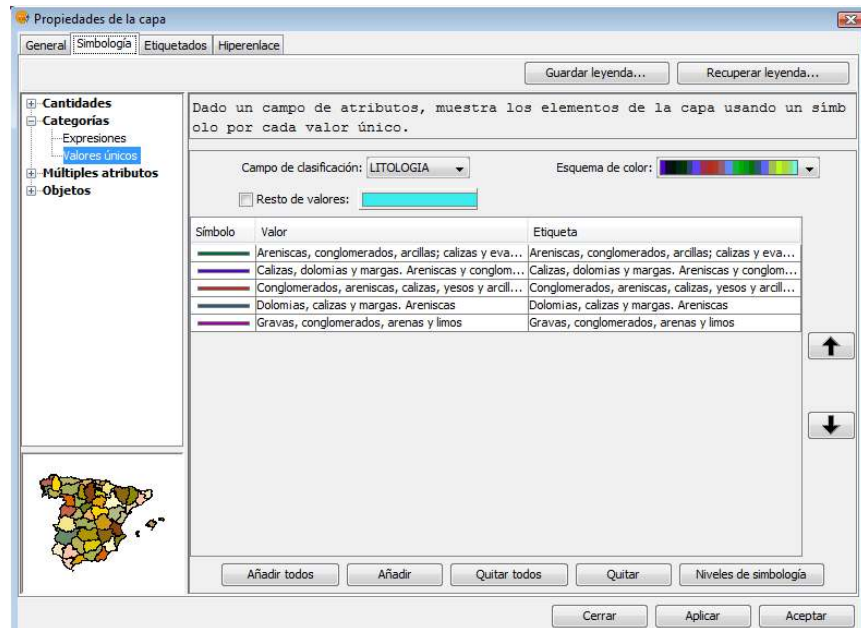 Propiedades de la capa
General Simbología Etiquetados Hiperenlace
Guardar leyenda... Recuperar leyenda...
Cantidades
Categorías
Expresiones
Valores únicos
Múltiples atributos
Objetos
Dado un campo de atributos, muestra los elementos de la capa usando un símb
olo por cada valor único.
Campo de clasificación: LITOLOGIA Esquema de color:
Resto de valores:
Símbolo Valor Etiqueta
Areniscas, conglomerados, arcillas; calizas y eva... Areniscas, conglomerados, arcillas; calizas y eva...
Calizas, dolomias y margas. Areniscas y conglom... Calizas, dolomias y margas. Areniscas y conglom...
Conglomerados, areniscas, calizas, yesos y arcill... Conglomerados, areniscas, calizas, yesos y arcill...
Dolomias, calizas y margas. Areniscas Dolomias, calizas y margas. Areniscas
Gravas, conglomerados, arenas y limos Gravas, conglomerados, arenas y limos
Añadir todos Añadir Quitar todos Quitar Niveles de simbología
Cerrar Aplicar Aceptar